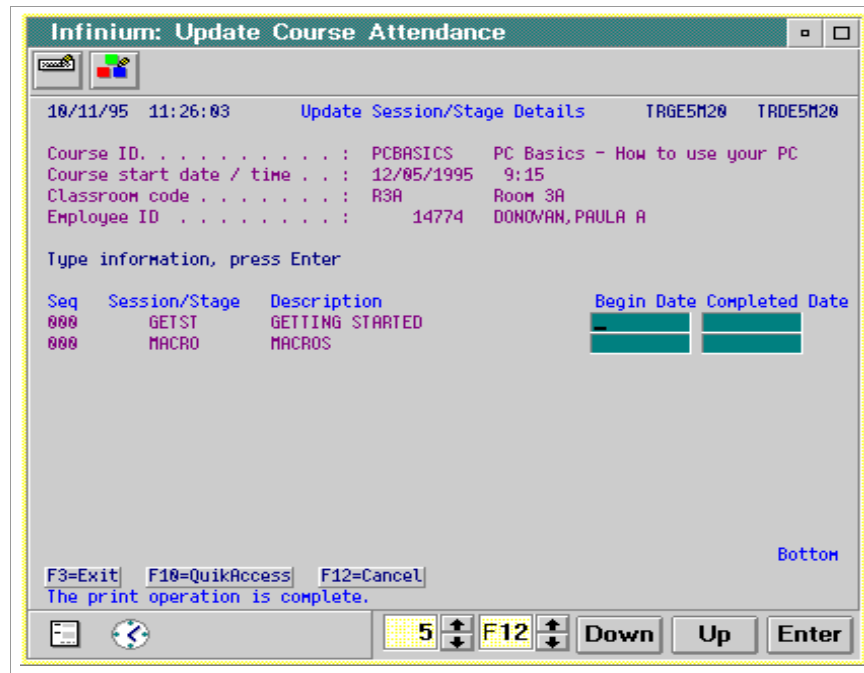 Infinium: Update Course Attendance
10/11/95 11:26:03 Update Session/Stage Details TRGE5M20 TRDE5M20
Course ID. . . . . . . . . . . : PCBASICS PC Basics - How to use your PC
Course start date / time . . : 12/05/1995 9:15
Classroom code . . . . . . . : R3A Room 3A
Employee ID . . . . . . . . : 14774 DONOVAN,PAULA A
Type information, press Enter
Seq Session/Stage Description Begin Date Completed Date
000 GETST GETTING STARTED
000 MACRO MACROS
Bottom
F3=Exit F10=QuikAccess F12=Cancel
The print operation is complete.
5 F12 Down Up Enter